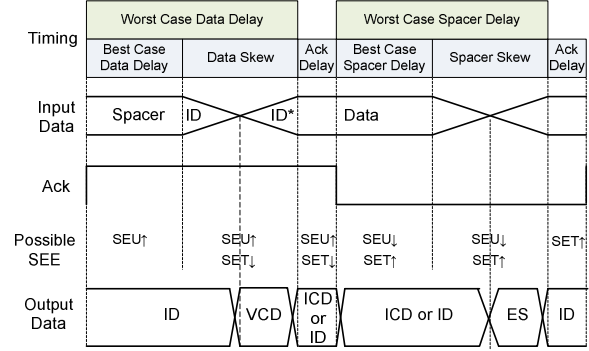 Worst Case Data Delay Worst Case Spacer Delay
Timing
Best Case Data Delay
Data Skew
Ack Delay
Best Case Spacer Delay
Spacer Skew
Ack Delay
Input Data
Spacer ID ID* Data
Ack
Possible SEE
SEU↑ SEU↑ SEU↑ SEU↓ SEU↓ SET↑
SET↓ SET↓ SET↑ SET↑
Output Data
ID VCD ICD or ID ICD or ID ES ID